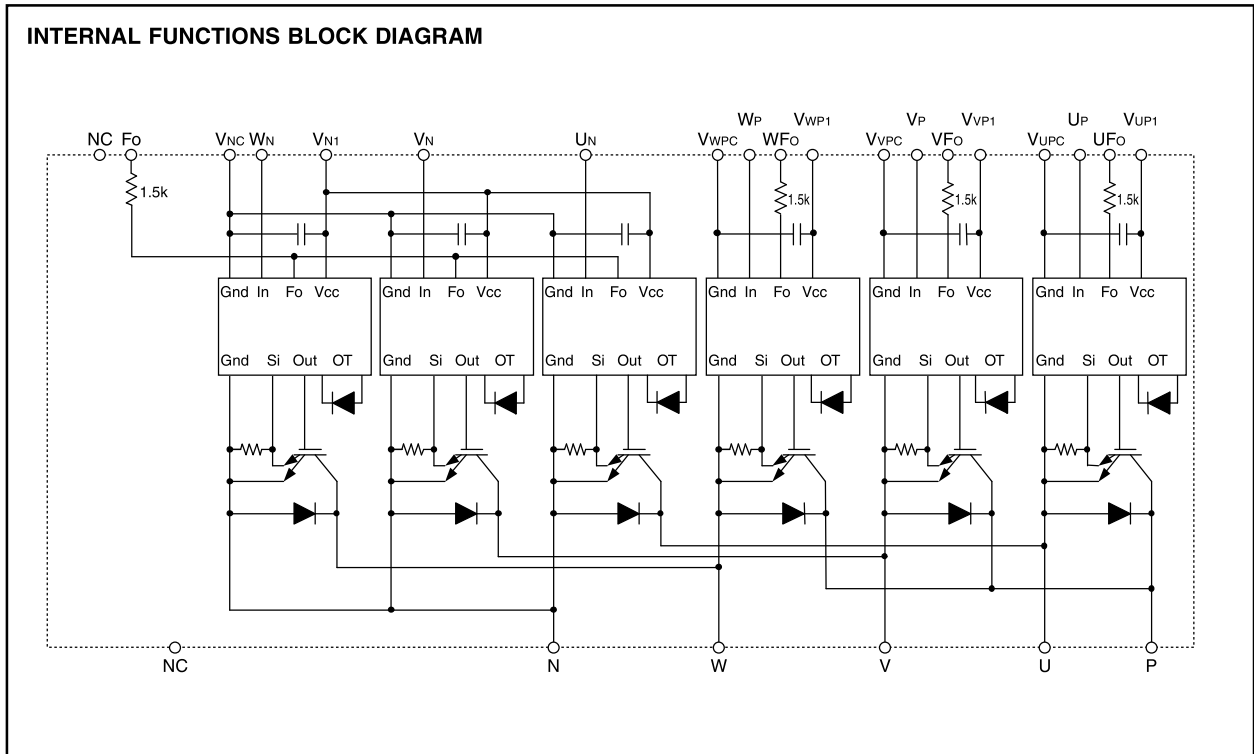 INTERNAL FUNCTIONS BLOCK DIAGRAM
WP VWP1 VP VVP1 UP VUP1
NC FO VNC WN VN1 VN UN VWPC WFO VVPC VFO VUPC UFO
1.5k 1.5k 1.5k 1.5k
Gnd In Fo Vcc Gnd In Fo Vcc Gnd In Fo Vcc Gnd In Fo Vcc Gnd In Fo Vcc Gnd In Fo Vcc
Gnd Si Out OT Gnd Si Out OT Gnd Si Out OT Gnd Si Out OT Gnd Si Out OT Gnd Si Out OT
NC N W V U P